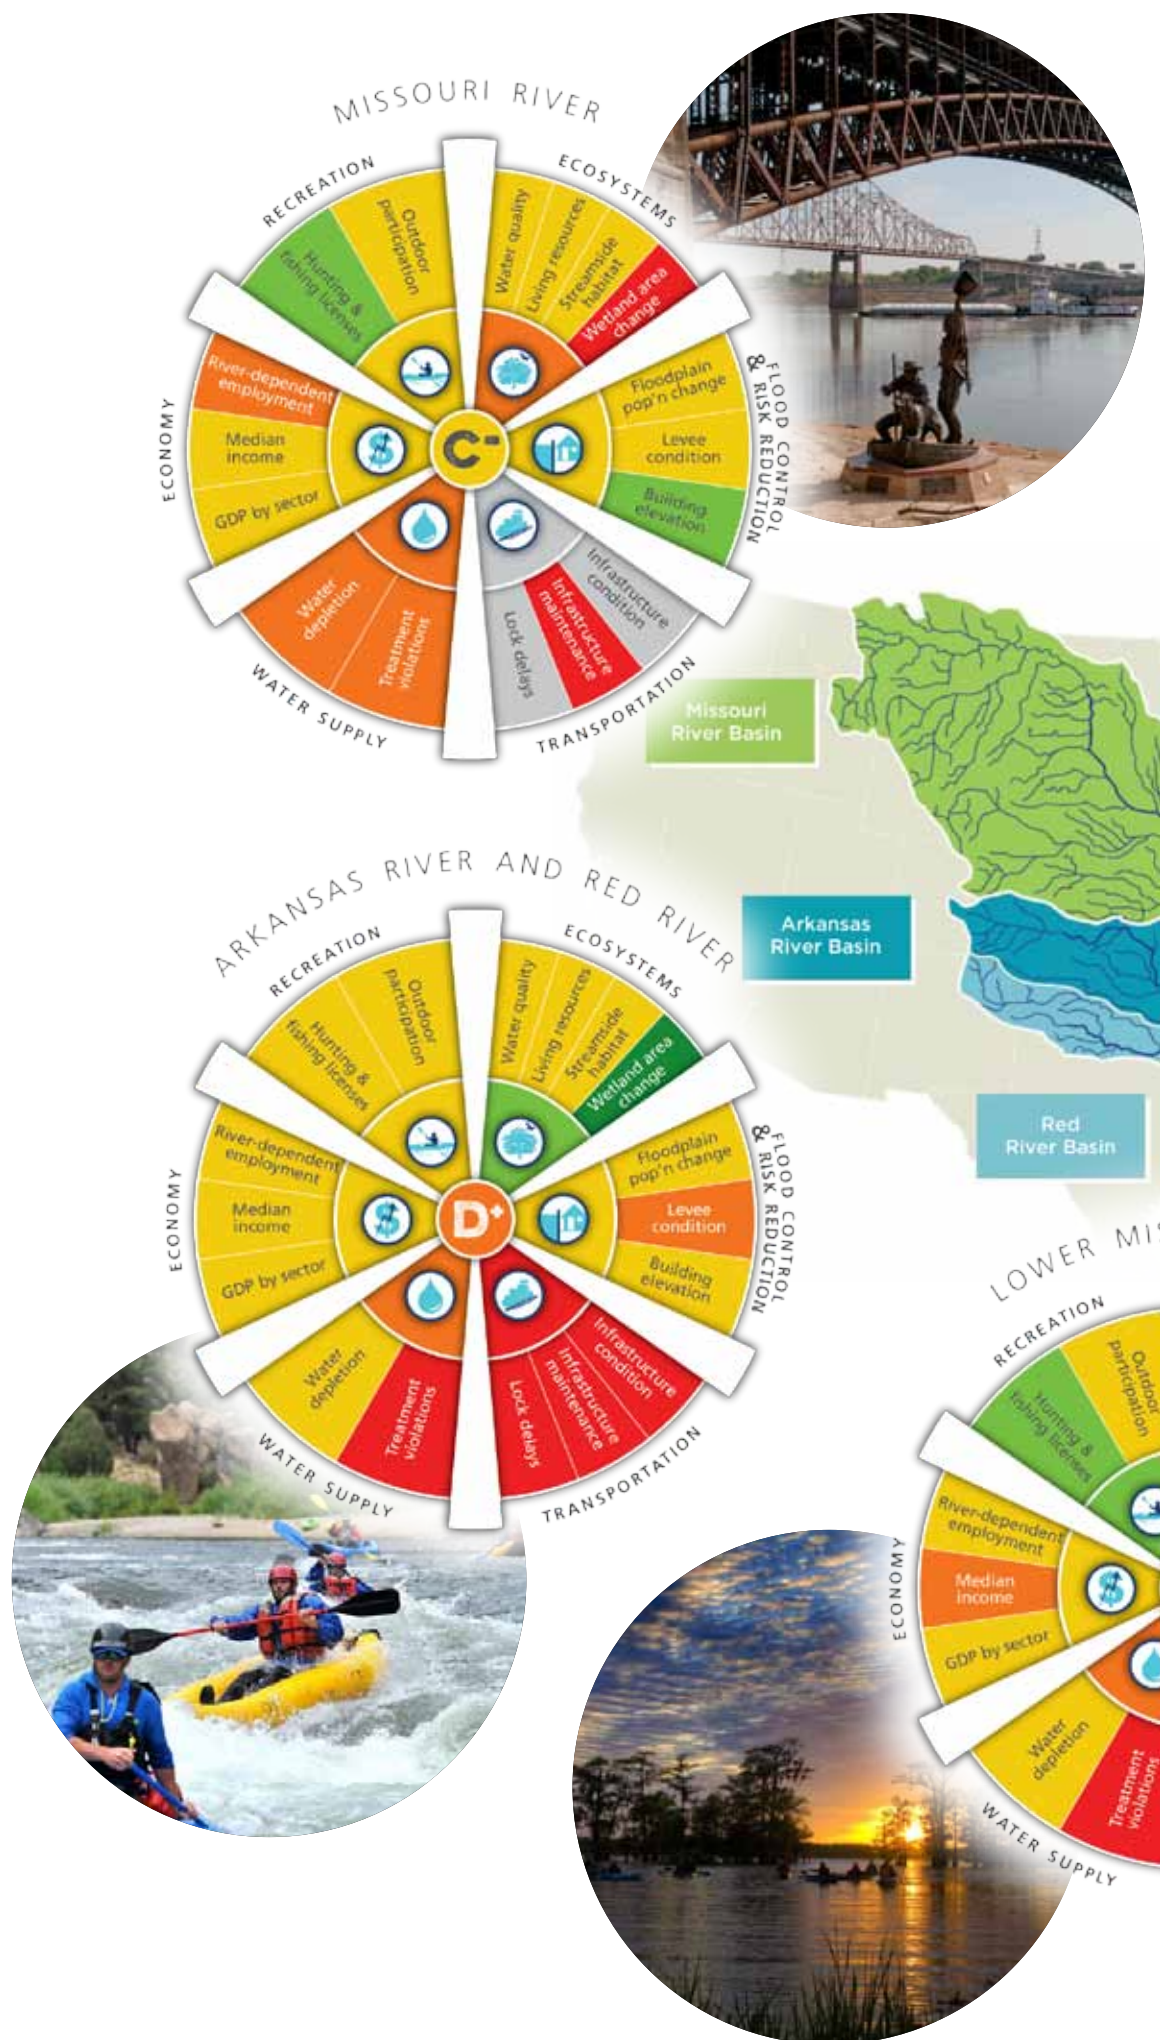 MISSOURI RIVER
RECREATION
Hunting &
fishing licenses
Outdoor
participation
ECOSYSTEMS
Water quality
Living resources
Streamside
habitat
Wetland area
change
FLOOD CONTROL
& RISK REDUCTION
Floodplain
pop'n change
Levee
condition
Building
elevation
ECONOMY
River-dependent
employment
Median
income
GDP by sector
C-
WATER SUPPLY
Water
depletion
Treatment
violations
TRANSPORTATION
Lock delays
Infrastructure
maintenance
Infrastructure
condition
Missouri
River Basin
Arkansas
River Basin
Red
River Basin
ARKANSAS RIVER AND RED RIVER
RECREATION
Hunting &
fishing licenses
Outdoor
participation
ECOSYSTEMS
Water quality
Living resources
Streamside
habitat
Wetland area
change
FLOOD CONTROL
& RISK REDUCTION
Floodplain
pop'n change
Levee
condition
Building
elevation
ECONOMY
River-dependent
employment
Median
income
GDP by sector
D+
WATER SUPPLY
Water
depletion
Treatment
violations
TRANSPORTATION
Lock delays
Infrastructure
maintenance
Infrastructure
condition
LOWER MIS
RECREATION
Hunting &
fishing licenses
Outdoor
participation
ECONOMY
River-dependent
employment
Median
income
GDP by sector
WATER SUPPLY
Water
depletion
Treatment
violations